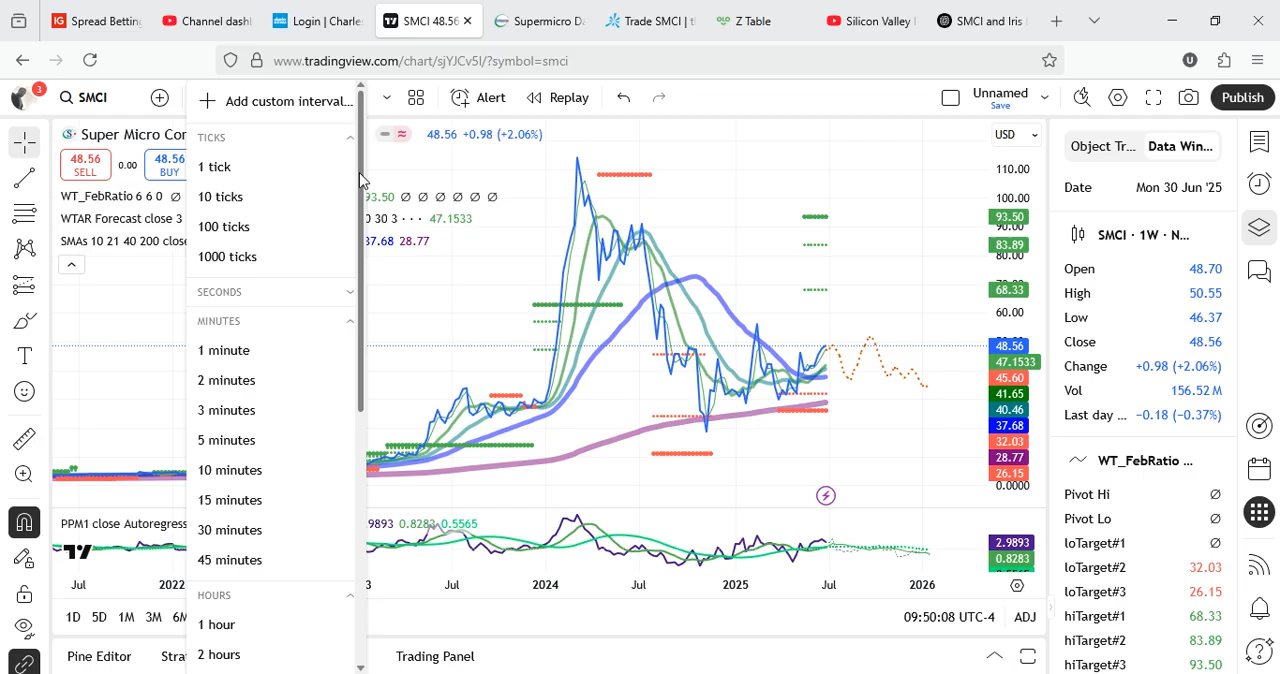 Spread Betting
Channel dash
Login | Charle
SMCI 48.56
Supermicro Da
Trade SMCI | t
Z Table
Silicon Valley
SMCI and Iris
www.tradingview.com/chart/sjYJCv5I/?symbol=smci
3
SMCI
Add custom interval...
Alert
Replay
Unnamed
Save
Publish
Super Micro Cor
48.56 +0.98 (+2.06%)
USD
48.56
SELL
0.00
48.56
BUY
WT_FebRatio 6 6 0 Ø
93.50 Ø Ø Ø Ø Ø Ø
WTAR Forecast close 3
0 30 3 · · · 47.1533
SMAs 10 21 40 200 close
37.68 28.77
TICKS
1 tick
10 ticks
100 ticks
1000 ticks
SECONDS
MINUTES
1 minute
2 minutes
3 minutes
5 minutes
10 minutes
15 minutes
30 minutes
45 minutes
HOURS
1 hour
2 hours
110.00
100.00
93.50
90.00
83.89
80.00
68.33
60.00
48.56
47.1533
45.60
41.65
40.46
37.68
32.03
28.77
26.15
0.0000
PPM1 close Autoregress
.9893 0.8283 0.5565
2.9893
0.8283
Jul
2022
Jul
2024
Jul
2025
Jul
2026
1D 5D 1M 3M 6M
09:50:08 UTC-4
ADJ
Pine Editor
Strat
Trading Panel
Object Tr...
Data Win...
Date Mon 30 Jun '25
SMCI · 1W · N...
Open 48.70
High 50.55
Low 46.37
Close 48.56
Change +0.98 (+2.06%)
Vol 156.52 M
Last day ... −0.18 (−0.37%)
WT_FebRatio ...
Pivot Hi Ø
Pivot Lo Ø
loTarget#1 Ø
loTarget#2 32.03
loTarget#3 26.15
hiTarget#1 68.33
hiTarget#2 83.89
hiTarget#3 93.50